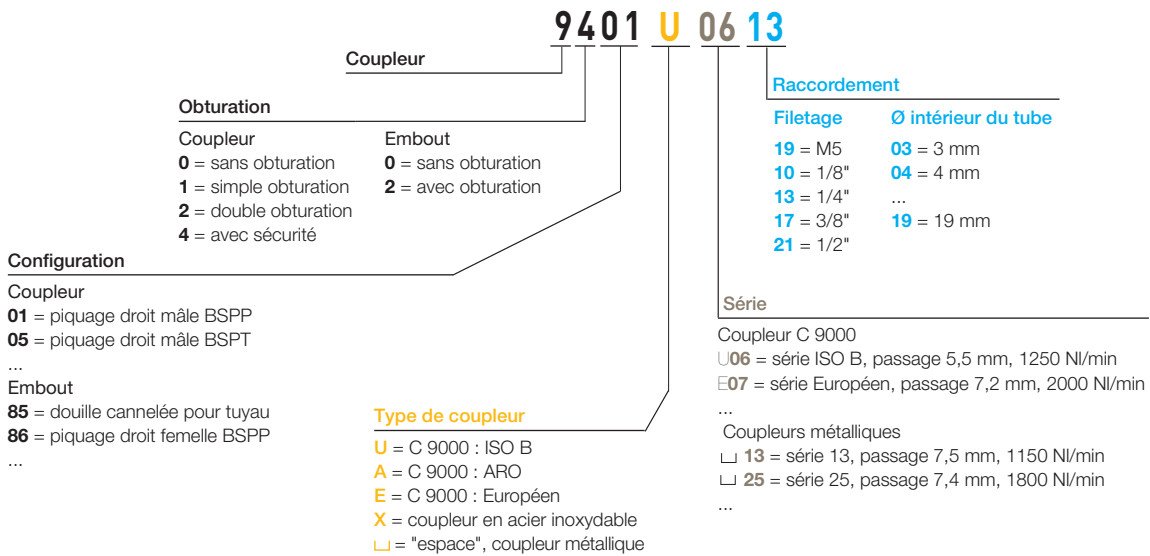 9401 U 06 13
Coupleur
Obturation
Coupleur
0 = sans obturation
1 = simple obturation
2 = double obturation
4 = avec sécurité
Embout
0 = sans obturation
2 = avec obturation
Configuration
Coupleur
01 = piquage droit mâle BSPP
05 = piquage droit mâle BSPT
...
Embout
85 = douille cannelée pour tuyau
86 = piquage droit femelle BSPP
...
Type de coupleur
U = C 9000 : ISO B
A = C 9000 : ARO
E = C 9000 : Européen
X = coupleur en acier inoxydable
⎵ = "espace", coupleur métallique
Raccordement
Filetage
19 = M5
10 = 1/8"
13 = 1/4"
17 = 3/8"
21 = 1/2"
Ø intérieur du tube
03 = 3 mm
04 = 4 mm
...
19 = 19 mm
Série
Coupleur C 9000
U06 = série ISO B, passage 5,5 mm, 1250 Nl/min
E07 = série Européen, passage 7,2 mm, 2000 Nl/min
...
Coupleurs métalliques
⎵ 13 = série 13, passage 7,5 mm, 1150 Nl/min
⎵ 25 = série 25, passage 7,4 mm, 1800 Nl/min
...